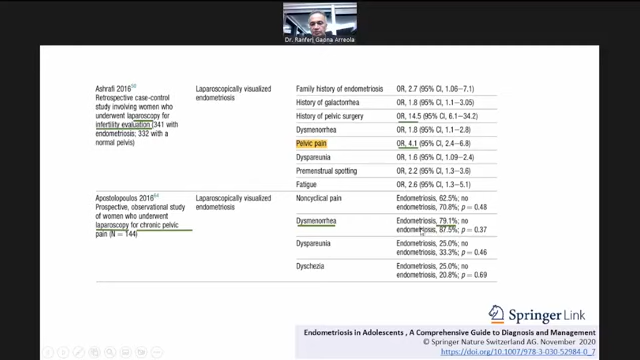 Dr. Ranferi Gaona Arreola
Ashrafi 2016
Retrospective case-control
study involving women who
underwent laparoscopy for
infertility evaluation (341 with
endometriosis; 332 with a
normal pelvis)
Laparoscopically visualized
endometriosis
Family history of endometriosis
OR, 2.7 (95% CI, 1.06–7.1)
History of galactorrhea
OR, 1.8 (95% CI, 1.1–3.05)
History of pelvic surgery
OR, 14.5 (95% CI, 6.1–34.2)
Dysmenorrhea
OR, 1.8 (95% CI, 1.1–2.8)
Pelvic pain
OR, 4.1 (95% CI, 2.4–6.8)
Dyspareunia
OR, 1.6 (95% CI, 1.09–2.4)
Premenstrual spotting
OR, 2.2 (95% CI, 1.3–3.6)
Fatigue
OR, 2.6 (95% CI, 1.3–5.1)
Apostolopoulos 2016
Prospective, observational study
of women who underwent
laparoscopy for chronic pelvic
pain (N = 144)
Laparoscopically visualized
endometriosis
Noncyclical pain
Endometriosis, 62.5%; no
endometriosis, 70.8%; p = 0.48
Dysmenorrhea
Endometriosis, 79.1%; no
endometriosis, 87.5%; p = 0.37
Dyspareunia
Endometriosis, 25.0%; no
endometriosis, 33.3%; p = 0.46
Dyschezia
Endometriosis, 25.0%; no
endometriosis, 20.8%; p = 0.69
Springer Link
Endometriosis in Adolescents , A Comprehensive Guide to Diagnosis and Management
© Springer Nature Switzerland AG. November 2020
https://doi.org/10.1007/978-3-030-52984-0_7